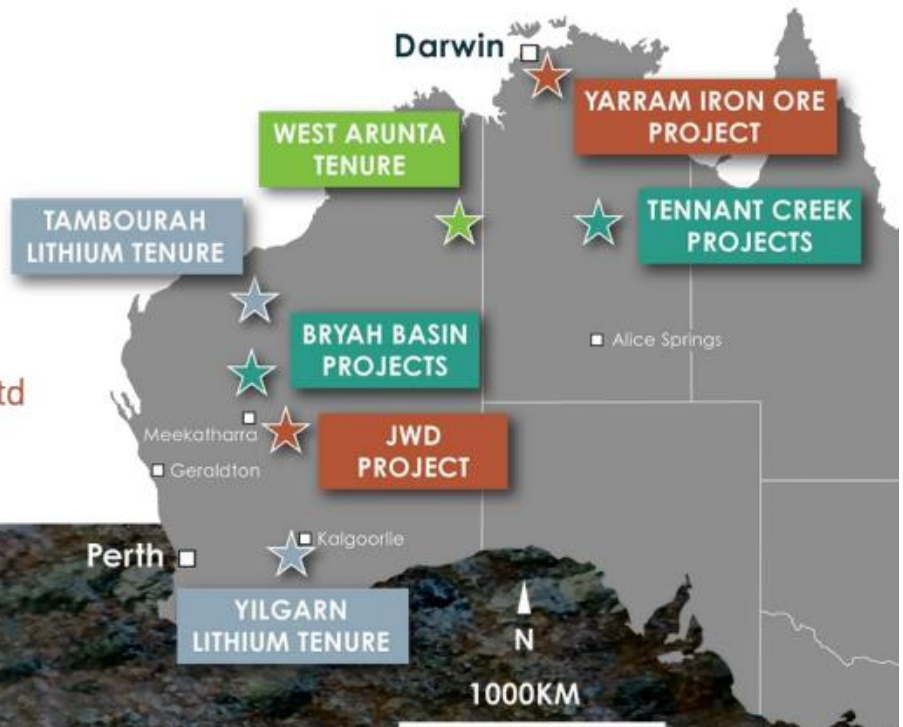 Darwin
YARRAM IRON ORE
PROJECT
WEST ARUNTA
TENURE
TENNANT CREEK
PROJECTS
TAMBOURAH
LITHIUM TENURE
BRYAH BASIN
PROJECTS
Alice Springs
td
Meekatharra
JWD
PROJECT
Geraldton
Perth
Kalgoorlie
YILGARN
LITHIUM TENURE
N
1000KM